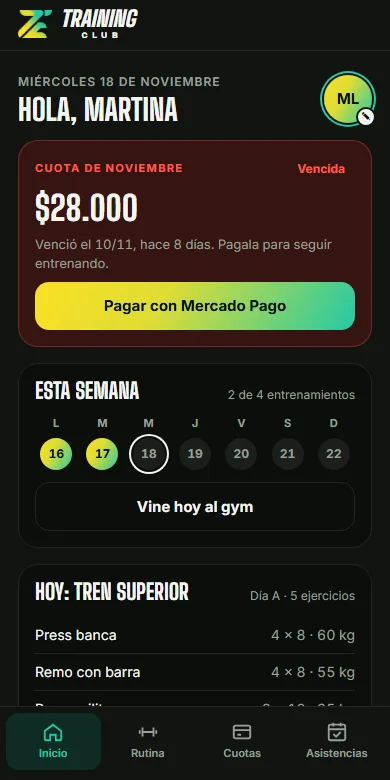 TRAINING
CLUB
MIÉRCOLES 18 DE NOVIEMBRE
HOLA, MARTINA
ML
CUOTA DE NOVIEMBRE
Vencida
$28.000
Venció el 10/11, hace 8 días. Pagala para seguir
entrenando.
Pagar con Mercado Pago
ESTA SEMANA
2 de 4 entrenamientos
L M M J V S D
16 17 18 19 20 21 22
Vine hoy al gym
HOY: TREN SUPERIOR
Día A · 5 ejercicios
Press banca
4 × 8 · 60 kg
Remo con barra
4 × 8 · 55 kg
Inicio
Rutina
Cuotas
Asistencias